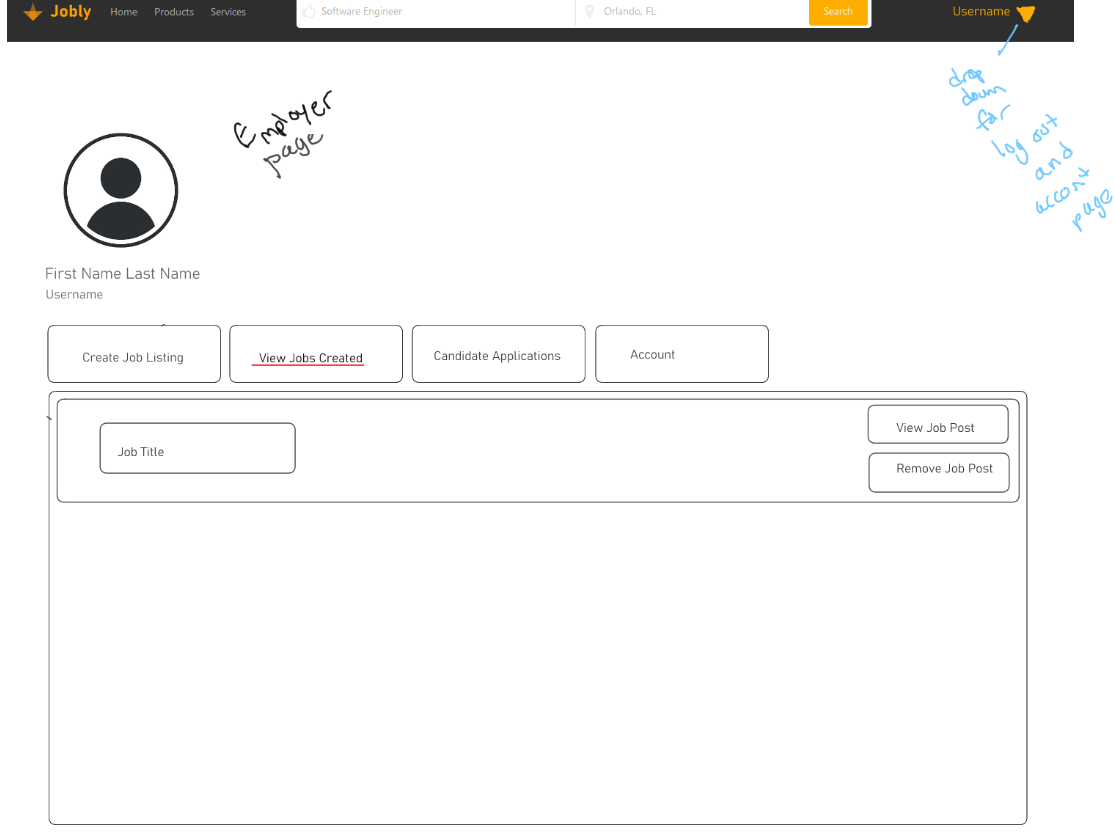 Jobly Home Products Services Software Engineer Orlando, FL Search Username
drop
down
for
log out
and
accont
page
Employer
page
First Name Last Name
Username
Create Job Listing View Jobs Created Candidate Applications Account
Job Title
View Job Post
Remove Job Post